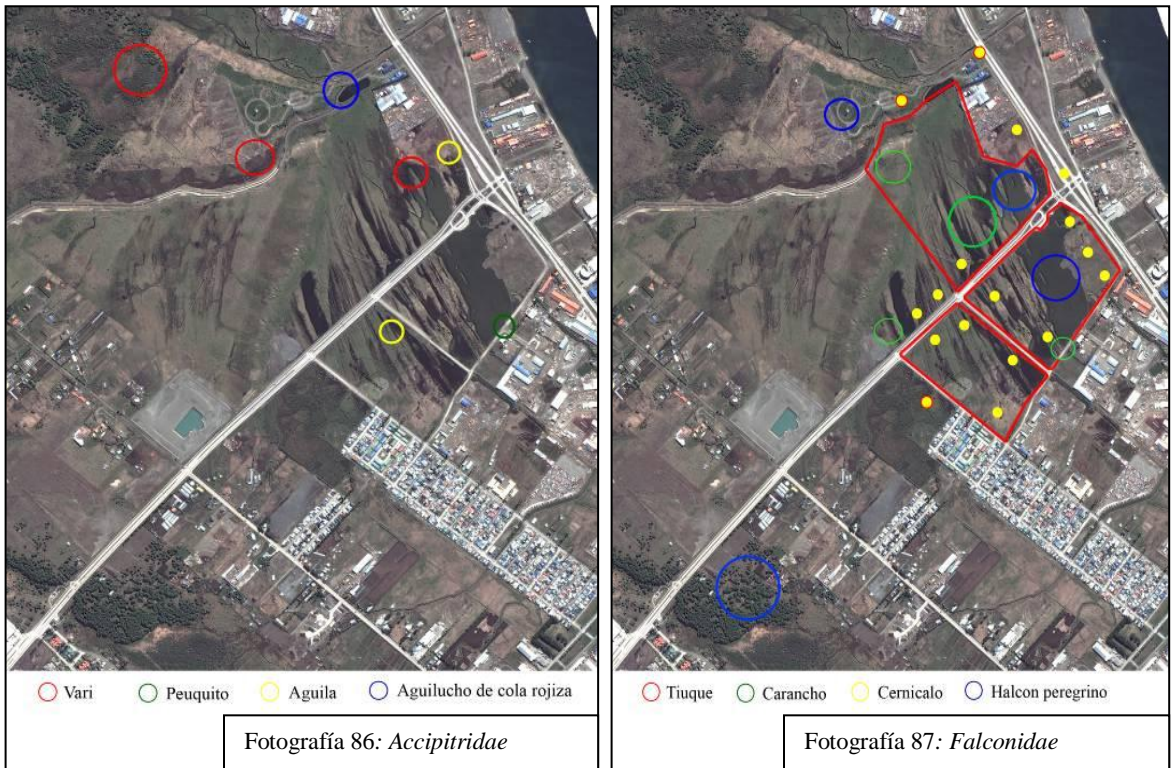 Vari Peuquito Aguila Aguilucho de cola rojiza
Fotografía 86: Accipitridae
Tiuque Carancho Cernicalo Halcon peregrino
Fotografía 87: Falconidae